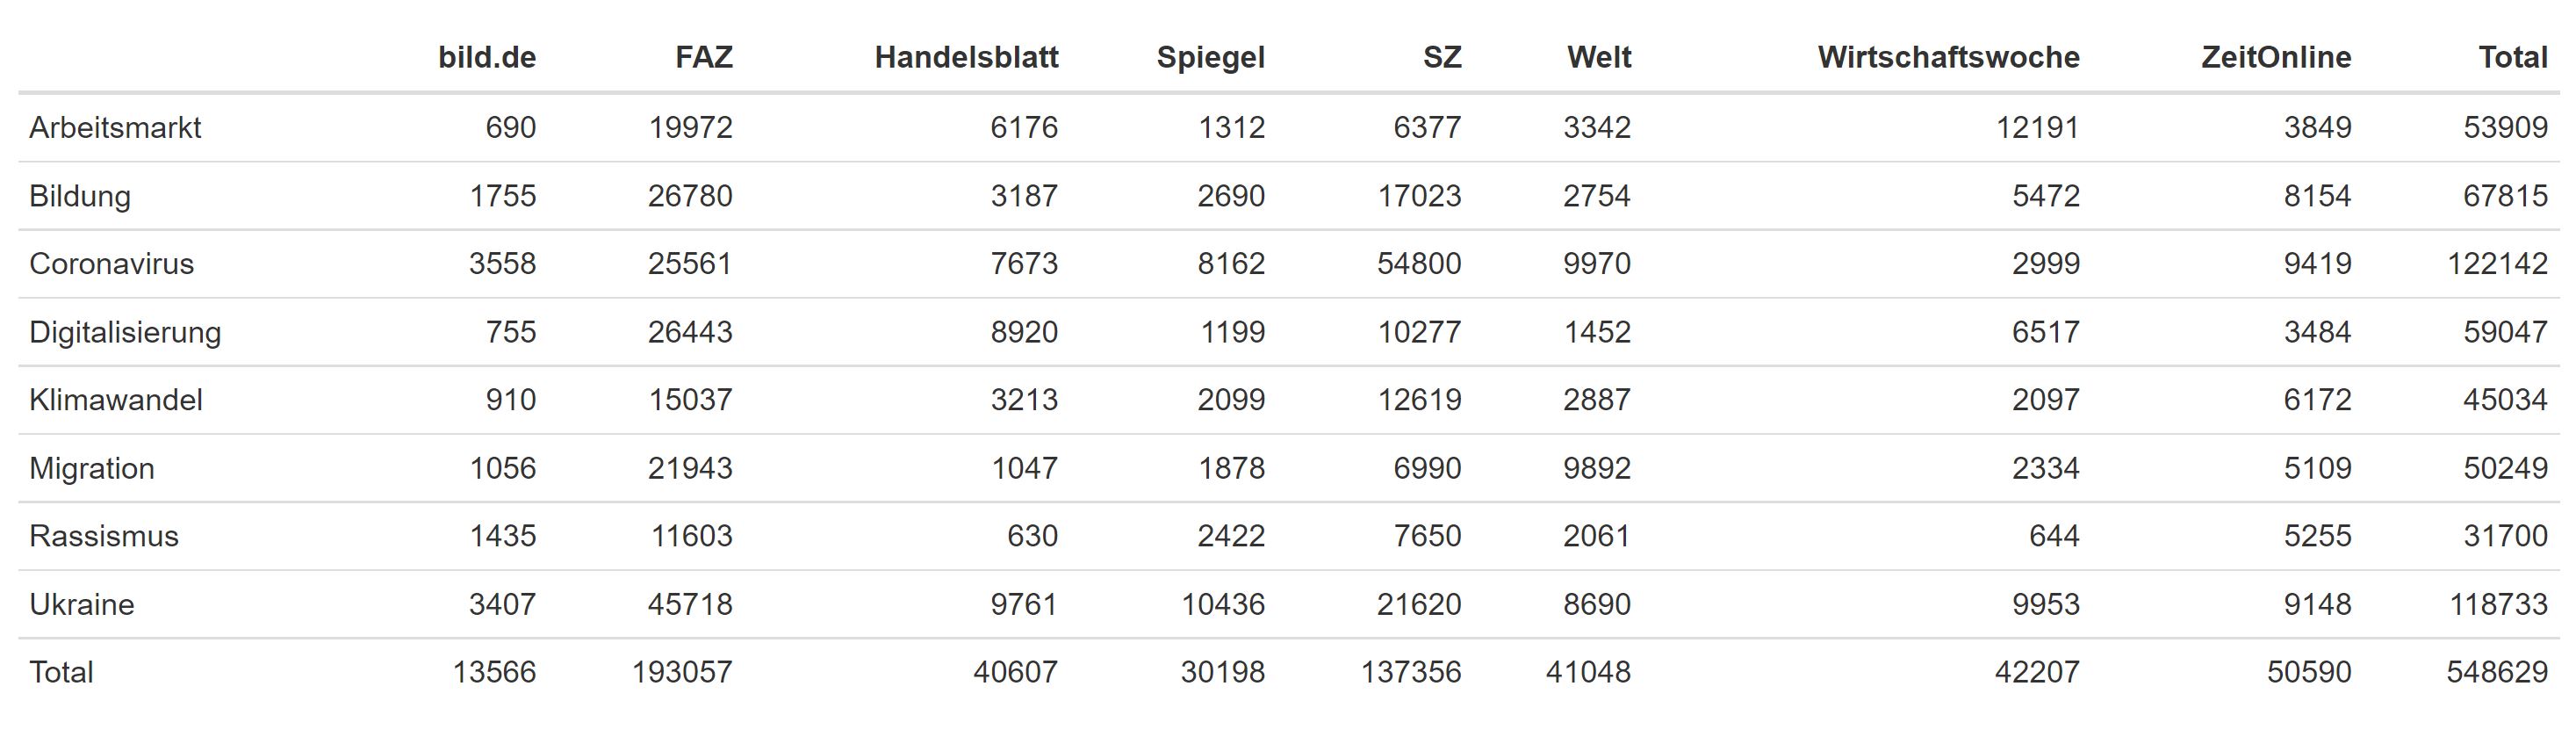 bild.de FAZ Handelsblatt Spiegel SZ Welt Wirtschaftswoche ZeitOnline Total
Arbeitsmarkt 690 19972 6176 1312 6377 3342 12191 3849 53909
Bildung 1755 26780 3187 2690 17023 2754 5472 8154 67815
Coronavirus 3558 25561 7673 8162 54800 9970 2999 9419 122142
Digitalisierung 755 26443 8920 1199 10277 1452 6517 3484 59047
Klimawandel 910 15037 3213 2099 12619 2887 2097 6172 45034
Migration 1056 21943 1047 1878 6990 9892 2334 5109 50249
Rassismus 1435 11603 630 2422 7650 2061 644 5255 31700
Ukraine 3407 45718 9761 10436 21620 8690 9953 9148 118733
Total 13566 193057 40607 30198 137356 41048 42207 50590 548629